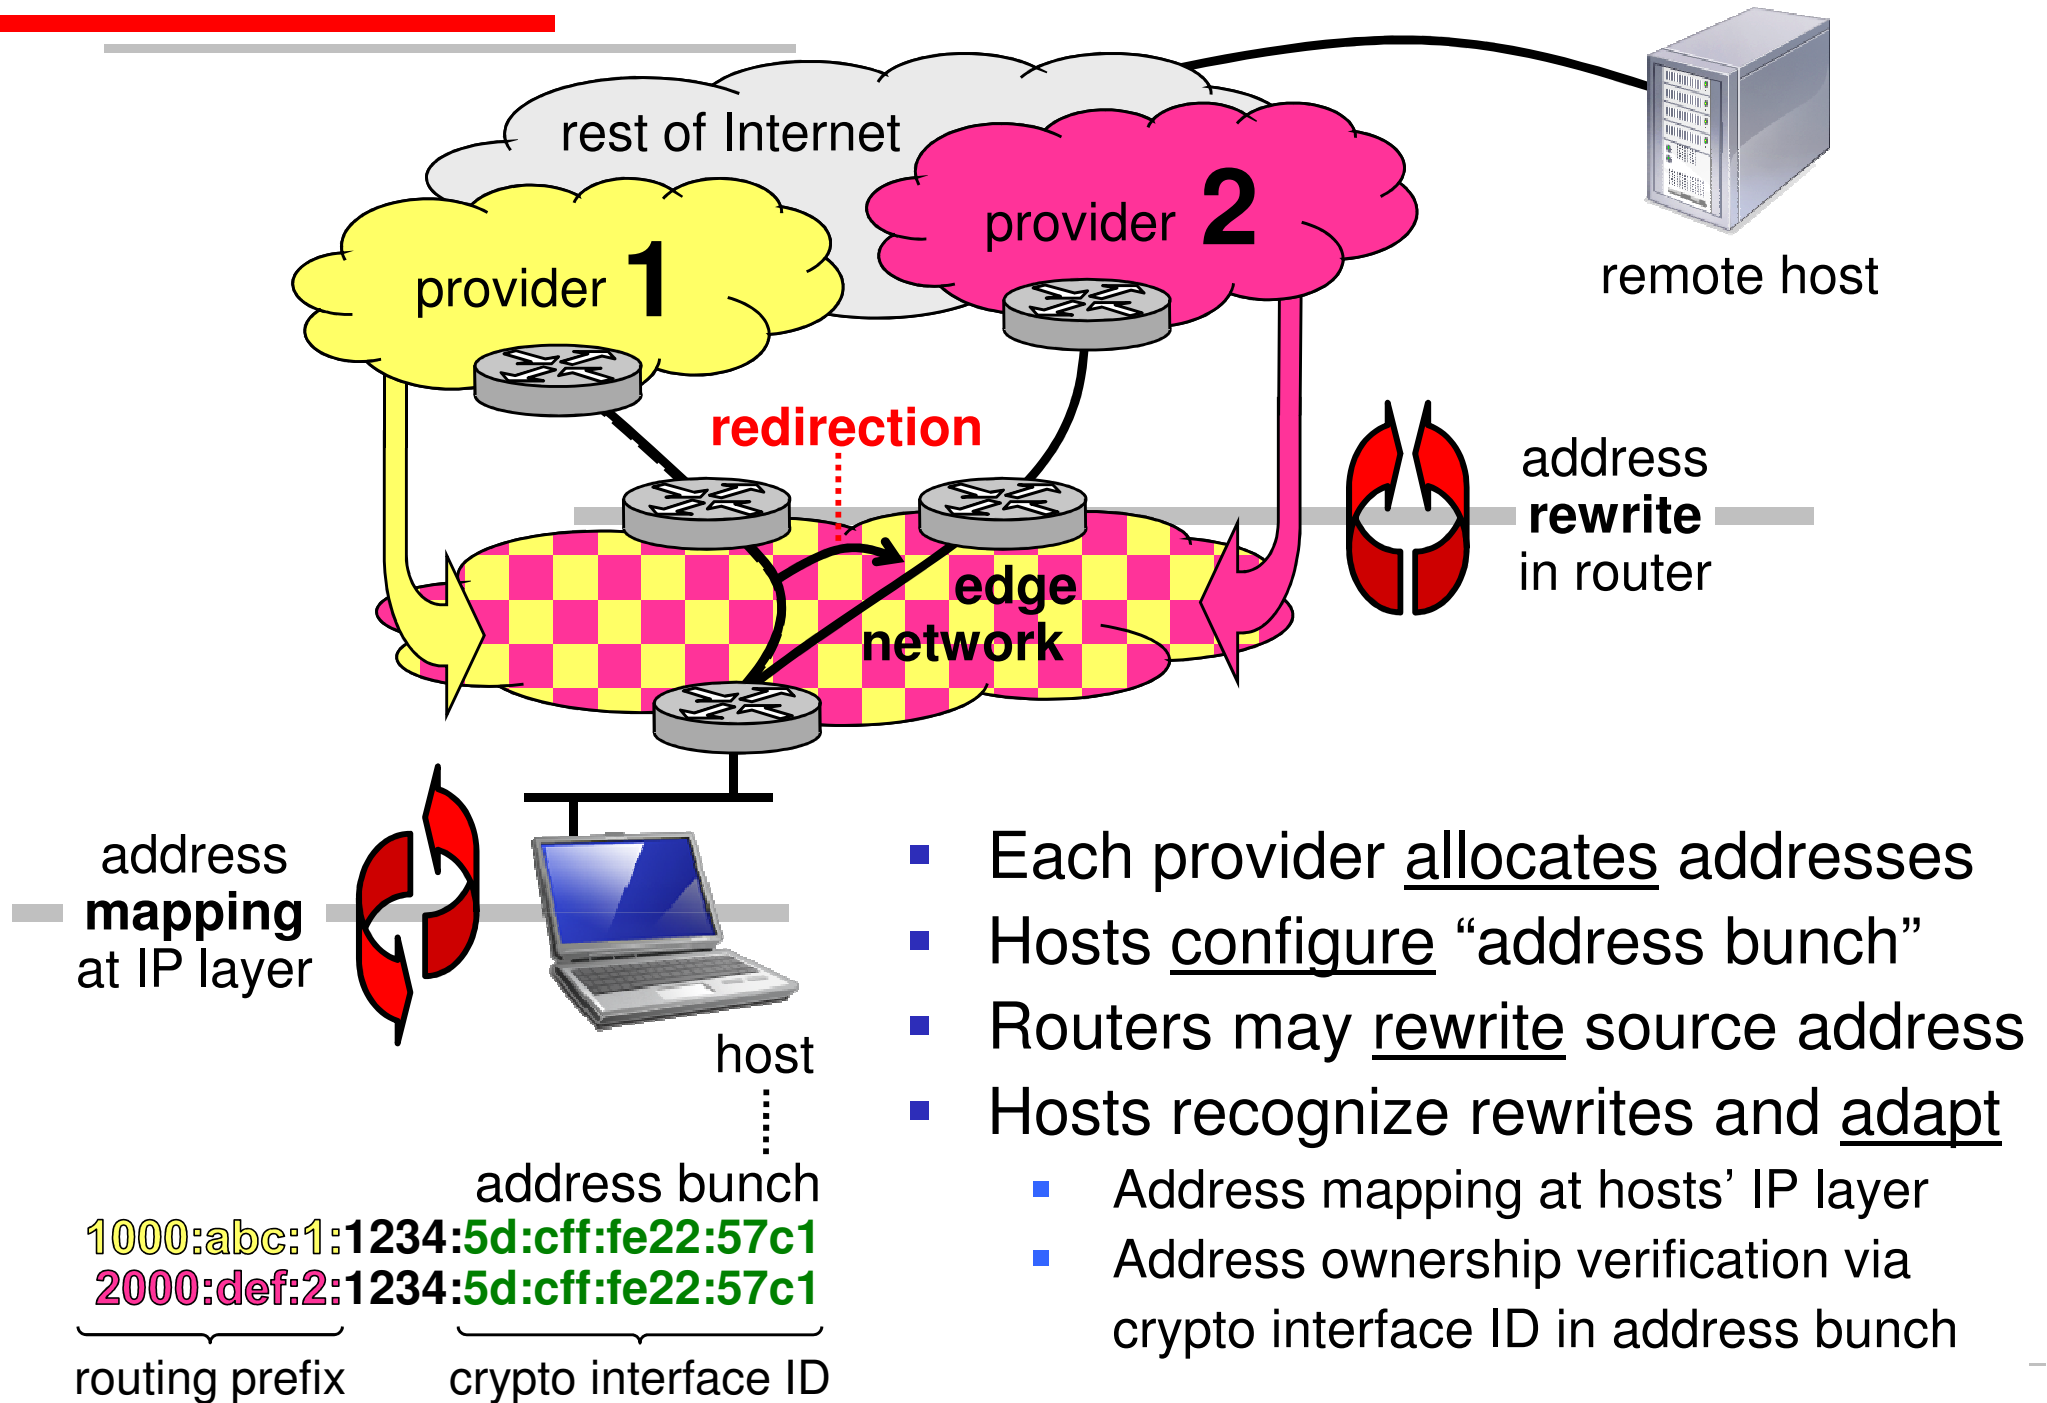 rest of Internet
provider 1
provider 2
remote host
redirection
address
rewrite
in router
edge
network
address
mapping
at IP layer
host
address bunch
1000:abc:1:1234:5d:cff:fe22:57c1
2000:def:2:1234:5d:cff:fe22:57c1
routing prefix
crypto interface ID
Each provider allocates addresses
Hosts configure “address bunch”
Routers may rewrite source address
Hosts recognize rewrites and adapt
Address mapping at hosts’ IP layer
Address ownership verification via
crypto interface ID in address bunch